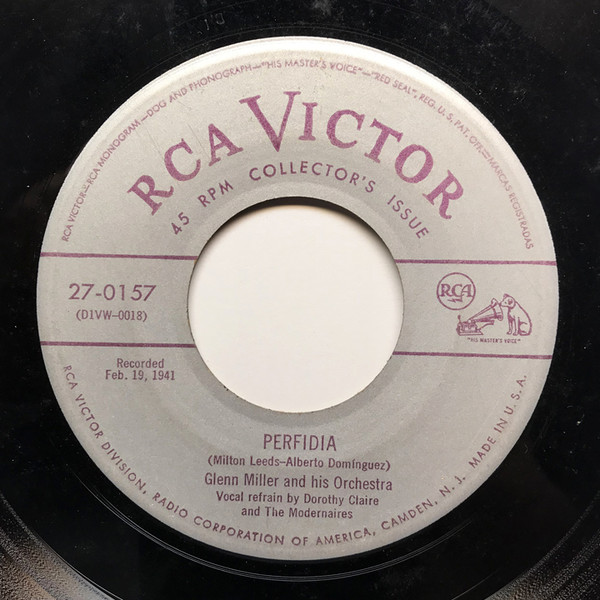 RCA VICTOR—RCA MONOGRAM—DOG AND PHONOGRAPH—"HIS MASTER'S VOICE"—"RED SEAL", REG. U. S. PAT. OFF.—MARCAS REGISTRADAS
RCA VICTOR
45 RPM COLLECTOR'S ISSUE
27-0157
(D1VW-0018)
RCA
"HIS MASTER'S VOICE"
Recorded
Feb. 19, 1941
PERFIDIA
(Milton Leeds-Alberto Domínguez)
Glenn Miller and his Orchestra
Vocal refrain by Dorothy Claire
and The Modernaires
RCA VICTOR DIVISION, RADIO CORPORATION OF AMERICA, CAMDEN, N. J. MADE IN U. S. A.